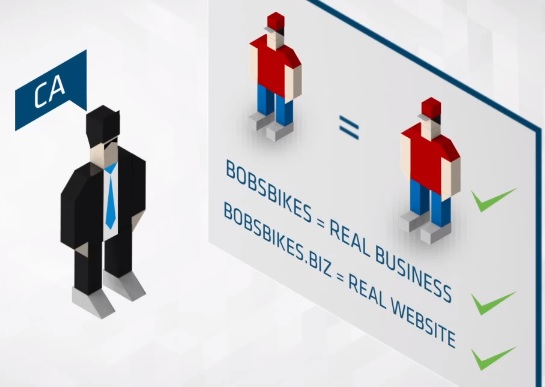 CA
=
BOBSBIKES = REAL BUSINESS
BOBSBIKES.BIZ = REAL WEBSITE